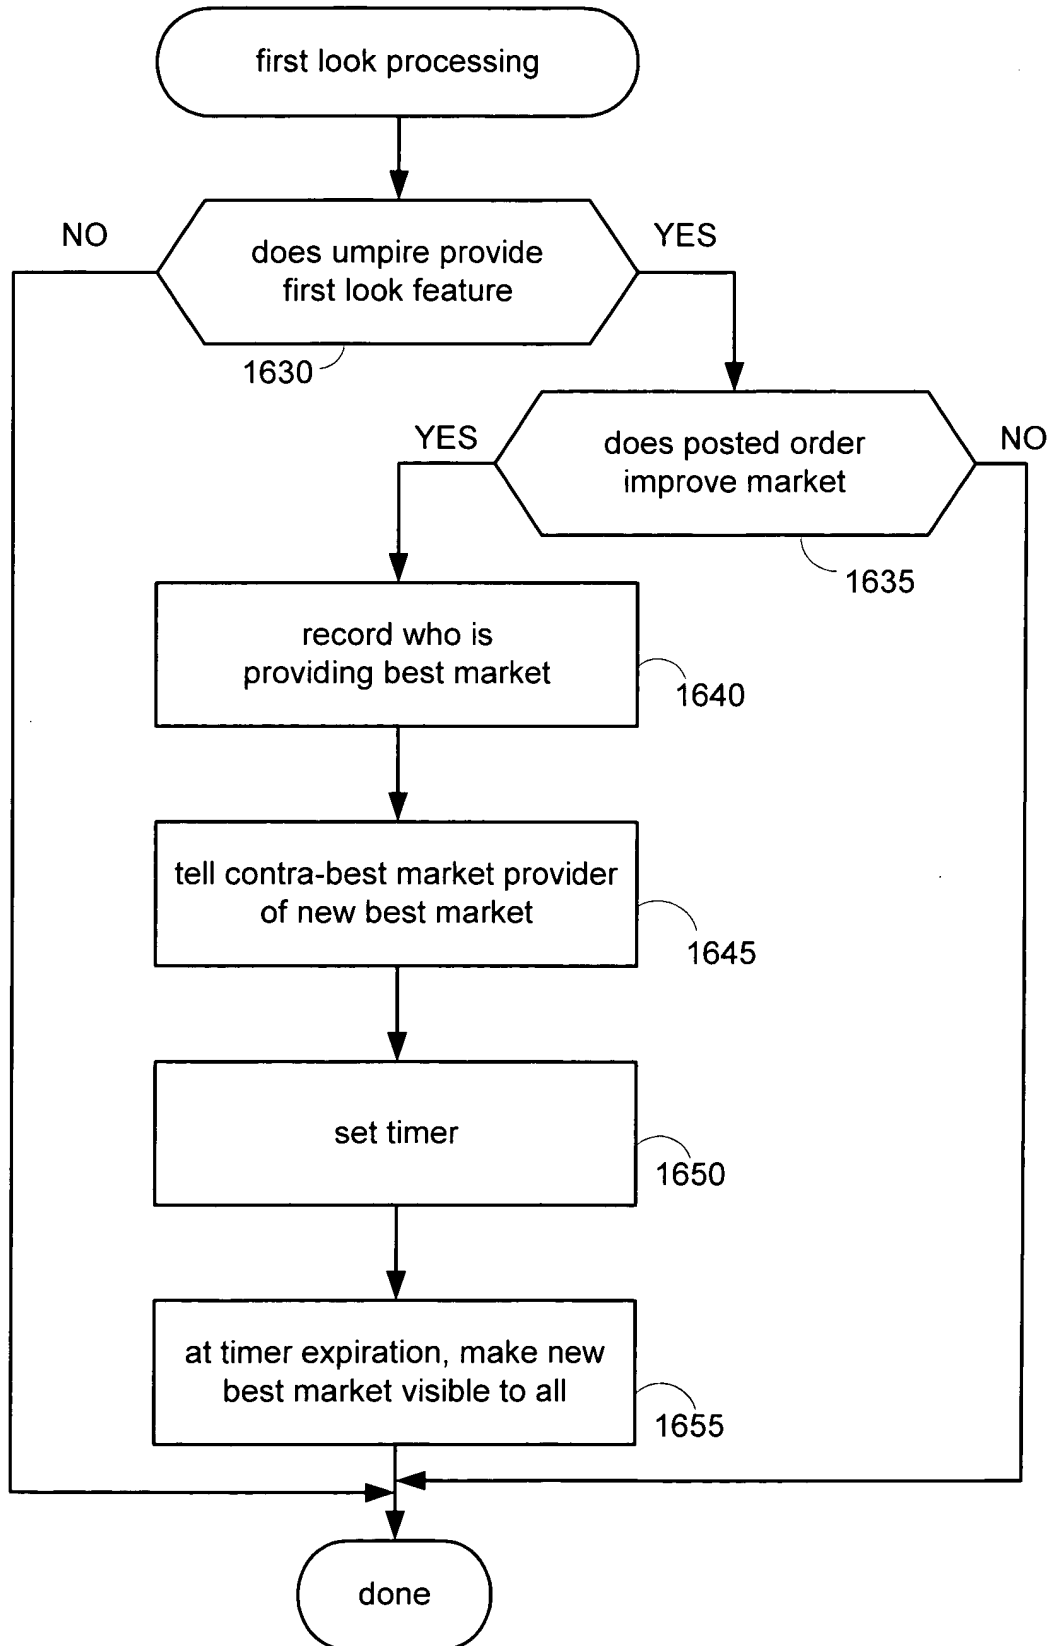 first look processing
NO
YES
does umpire provide
first look feature
1630
YES
NO
does posted order
improve market
1635
record who is
providing best market
1640
tell contra-best market provider
of new best market
1645
set timer
1650
at timer expiration, make new
best market visible to all
1655
done